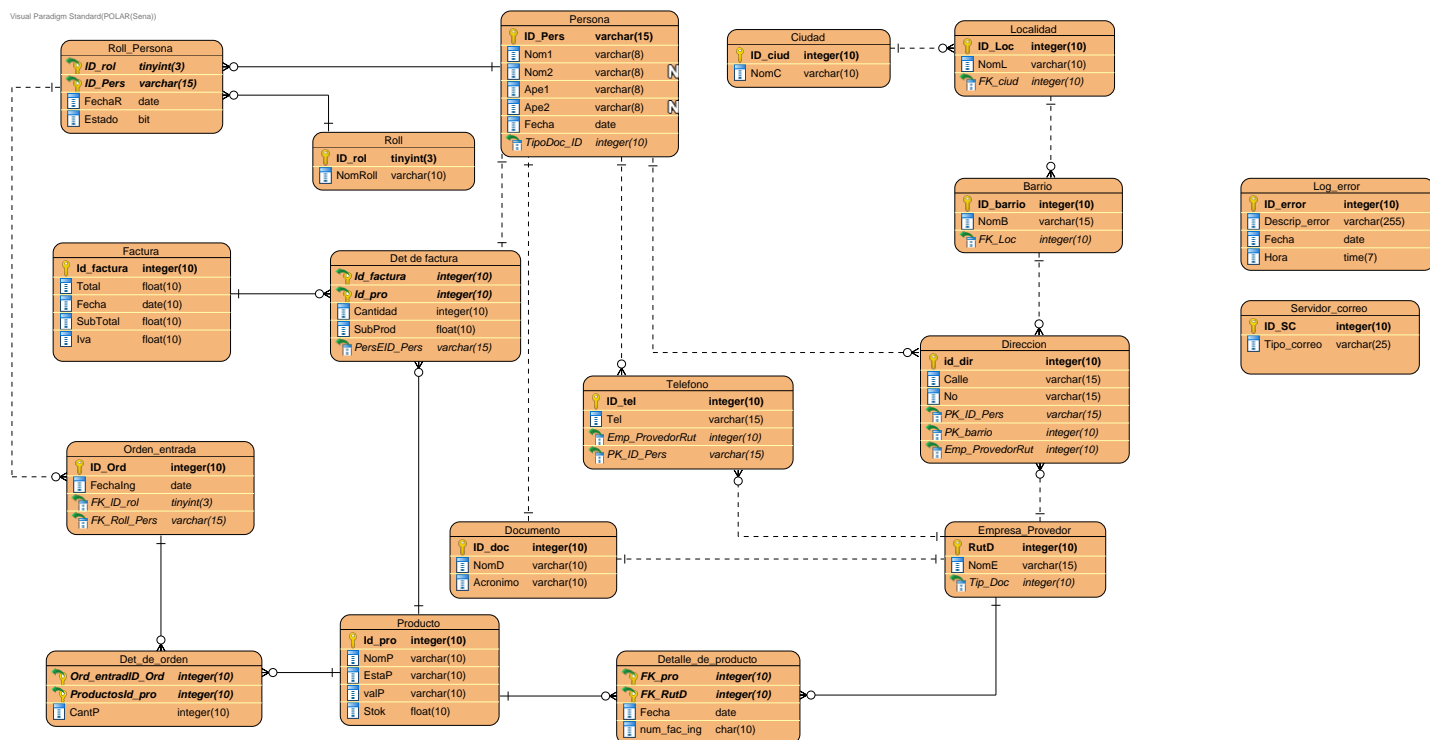 Visual Paradigm Standard(POLAR(Sena))
Roll_Persona
ID_rol tinyint(3)
ID_Pers varchar(15)
FechaR date
Estado bit
Persona
ID_Pers varchar(15)
Nom1 varchar(8)
Nom2 varchar(8) N
Ape1 varchar(8)
Ape2 varchar(8) N
Fecha date
TipoDoc_ID integer(10)
Ciudad
ID_ciud integer(10)
NomC varchar(10)
Localidad
ID_Loc integer(10)
NomL varchar(10)
FK_ciud integer(10)
Roll
ID_rol tinyint(3)
NomRoll varchar(10)
Barrio
ID_barrio integer(10)
NomB varchar(15)
FK_Loc integer(10)
Log_error
ID_error integer(10)
Descrip_error varchar(255)
Fecha date
Hora time(7)
Factura
Id_factura integer(10)
Total float(10)
Fecha date(10)
SubTotal float(10)
Iva float(10)
Det de factura
Id_factura integer(10)
Id_pro integer(10)
Cantidad integer(10)
SubProd float(10)
PersEID_Pers varchar(15)
Servidor_correo
ID_SC integer(10)
Tipo_correo varchar(25)
Direccion
id_dir integer(10)
Calle varchar(15)
No varchar(15)
PK_ID_Pers varchar(15)
PK_barrio integer(10)
Emp_ProvedorRut integer(10)
Telefono
ID_tel integer(10)
Tel varchar(15)
Emp_ProvedorRut integer(10)
PK_ID_Pers varchar(15)
Orden_entrada
ID_Ord integer(10)
FechaIng date
FK_ID_rol tinyint(3)
FK_Roll_Pers varchar(15)
Documento
ID_doc integer(10)
NomD varchar(10)
Acronimo varchar(10)
Empresa_Provedor
RutD integer(10)
NomE varchar(15)
Tip_Doc integer(10)
Producto
Id_pro integer(10)
NomP varchar(10)
EstaP varchar(10)
valP varchar(10)
Stok float(10)
Det_de_orden
Ord_entradID_Ord integer(10)
ProductosId_pro integer(10)
CantP integer(10)
Detalle_de_producto
FK_pro integer(10)
FK_RutD integer(10)
Fecha date
num_fac_ing char(10)